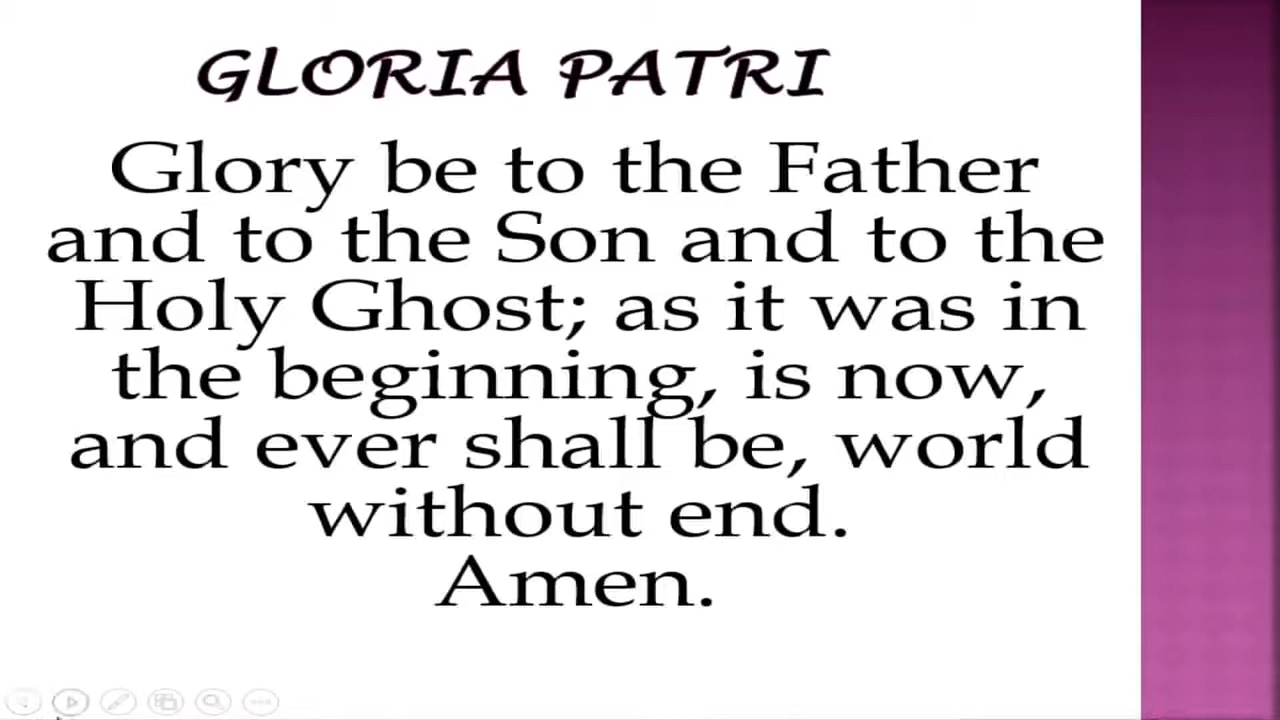 GLORIA PATRI
Glory be to the Father
and to the Son and to the
Holy Ghost; as it was in
the beginning, is now,
and ever shall be, world
without end.
Amen.